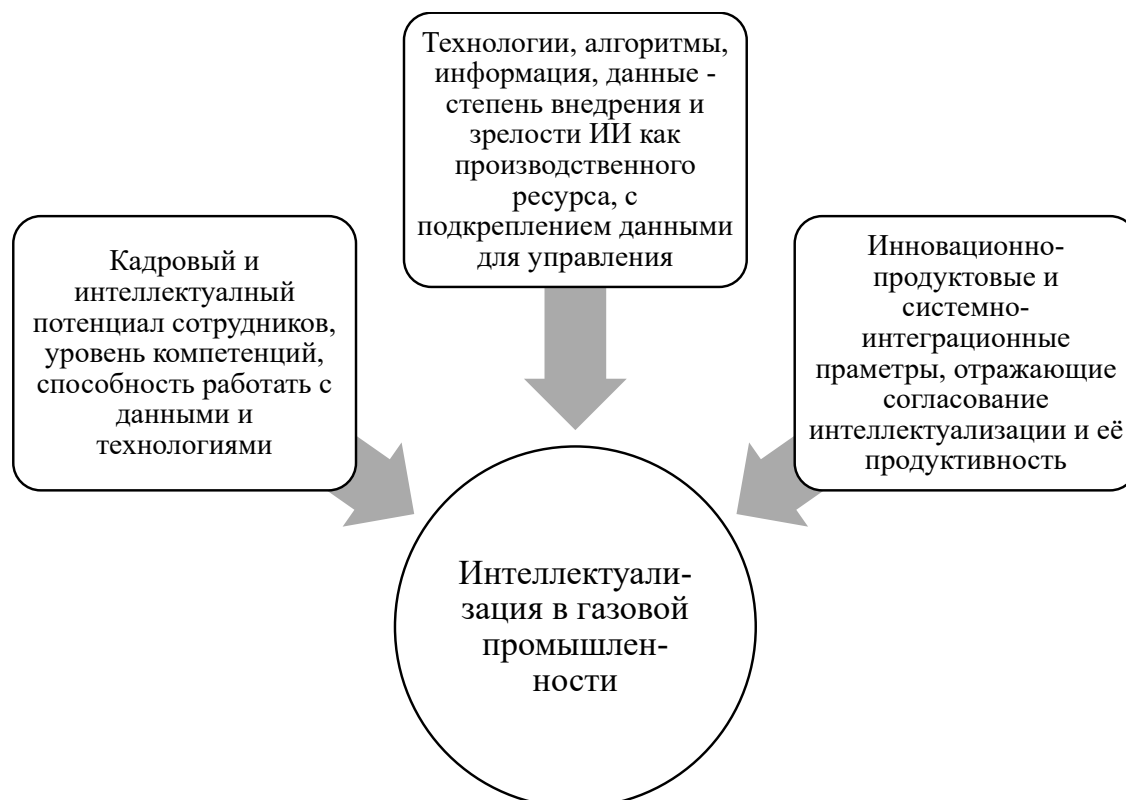 Технологии, алгоритмы,
информация, данные -
степень внедрения и
зрелости ИИ как
производственного
ресурса, с
подкреплением данными
для управления
Кадровый и
интеллектуалный
потенциал сотрудников,
уровень компетенций,
способность работать с
данными и
технологиями
Инновационно-
продуктовые и
системно-
интеграционные
праметры, отражающие
согласование
интеллектуализации и её
продуктивность
Интеллектуали-
зация в газовой
промышлен-
ности